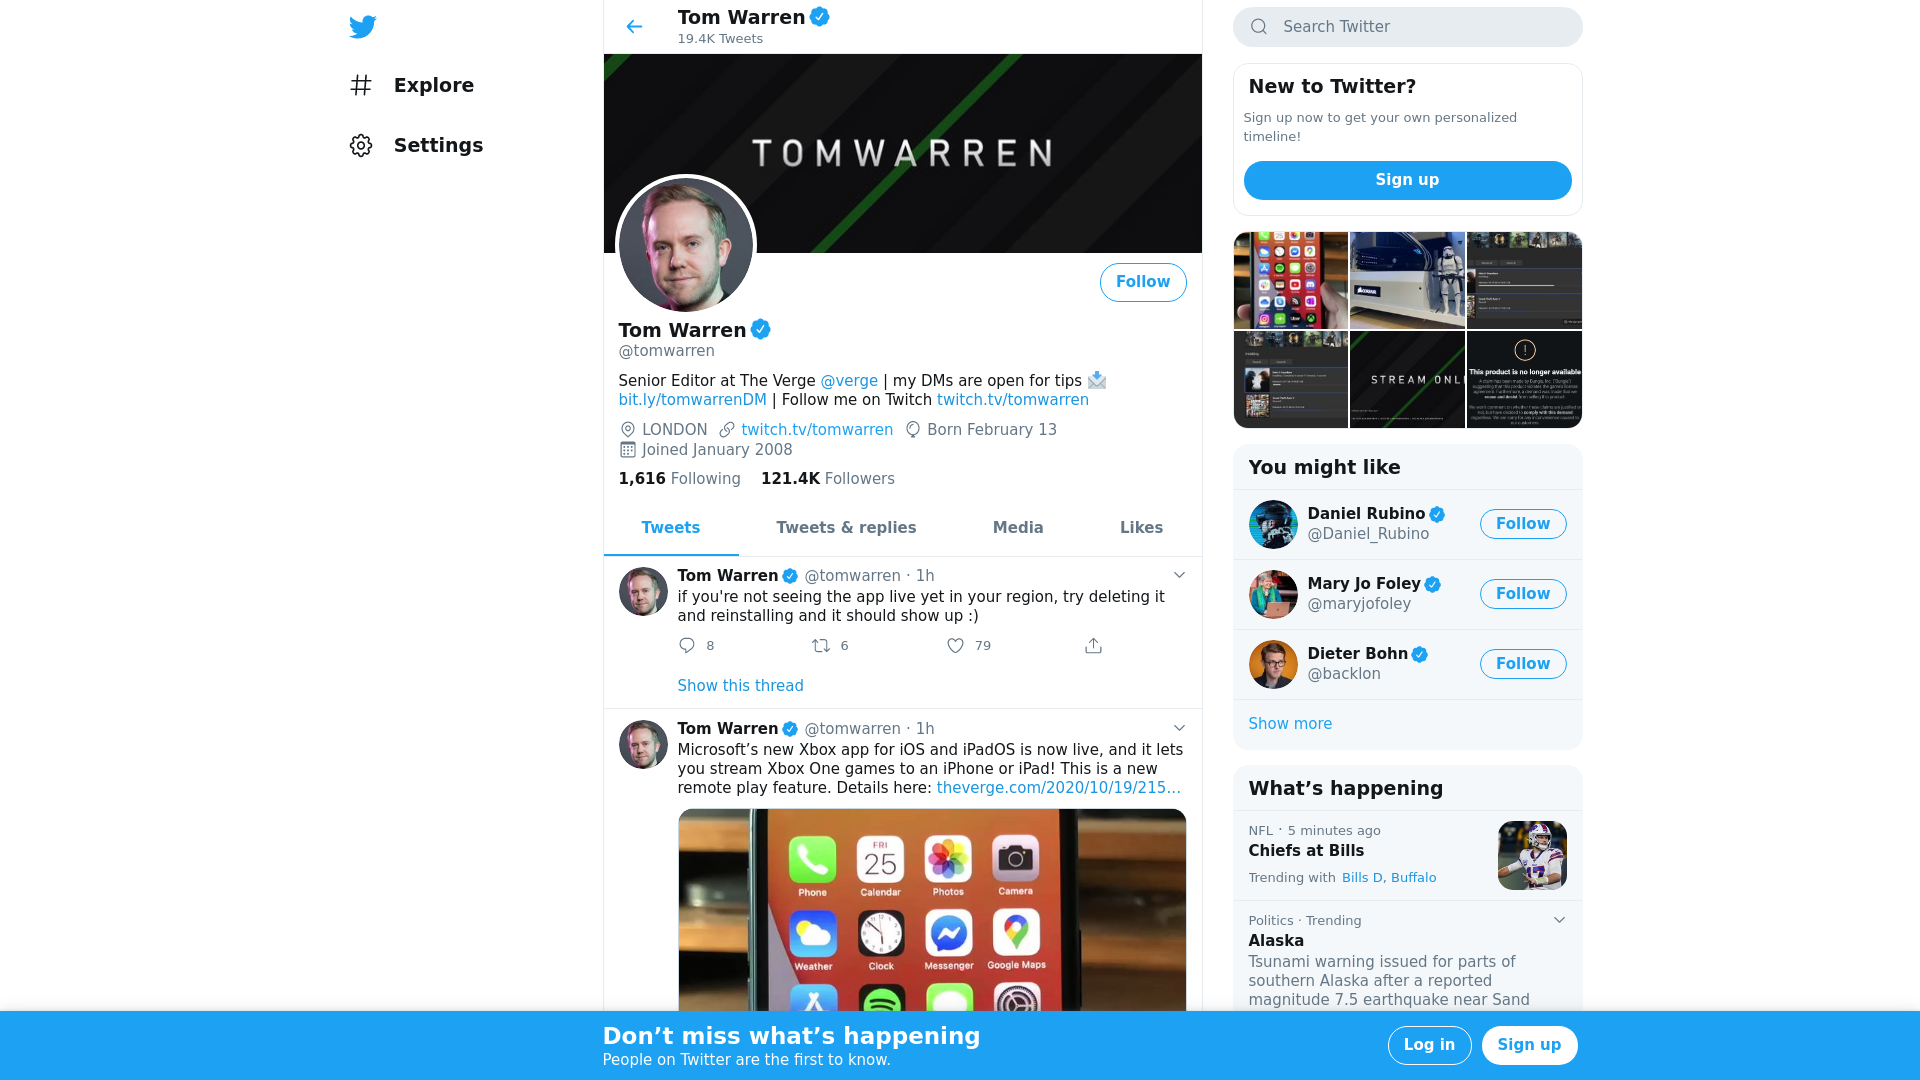 Explore
Settings
Tom Warren
19.4K Tweets
TOMWARREN
Follow
Tom Warren
@tomwarren
Senior Editor at The Verge @verge | my DMs are open for tips
bit.ly/tomwarrenDM | Follow me on Twitch twitch.tv/tomwarren
LONDON twitch.tv/tomwarren Born February 13
Joined January 2008
1,616 Following 121.4K Followers
Tweets Tweets & replies Media Likes
Tom Warren @tomwarren · 1h
if you're not seeing the app live yet in your region, try deleting it
and reinstalling and it should show up :)
8 6 79
Show this thread
Tom Warren @tomwarren · 1h
Microsoft’s new Xbox app for iOS and iPadOS is now live, and it lets
you stream Xbox One games to an iPhone or iPad! This is a new
remote play feature. Details here: theverge.com/2020/10/19/215…
FRI
25
Phone Calendar Photos Camera
Weather Clock Messenger Google Maps
Search Twitter
New to Twitter?
Sign up now to get your own personalized
timeline!
Sign up
STREAM ONLI
This product is no longer available
You might like
Daniel Rubino
@Daniel_Rubino
Follow
Mary Jo Foley
@maryjofoley
Follow
Dieter Bohn
@backlon
Follow
Show more
What’s happening
NFL · 5 minutes ago
Chiefs at Bills
Trending with Bills D, Buffalo
17
Politics · Trending
Alaska
Tsunami warning issued for parts of
southern Alaska after a reported
magnitude 7.5 earthquake near Sand
Don’t miss what’s happening
People on Twitter are the first to know.
Log in
Sign up